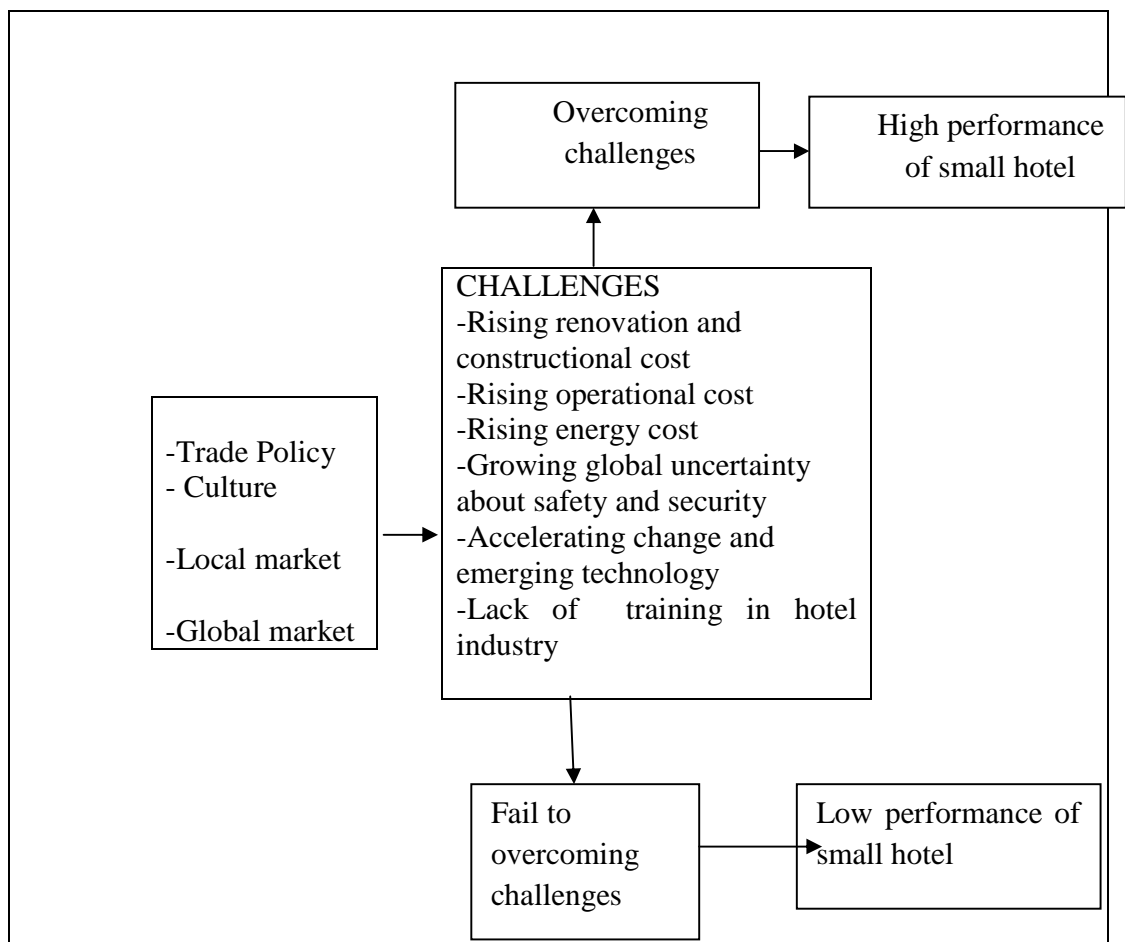 Overcoming
challenges
High performance
of small hotel
CHALLENGES
-Rising renovation and
constructional cost
-Rising operational cost
-Rising energy cost
-Growing global uncertainty
about safety and security
-Accelerating change and
emerging technology
-Lack of training in hotel
industry
-Trade Policy
- Culture
-Local market
-Global market
Fail to
overcoming
challenges
Low performance of
small hotel